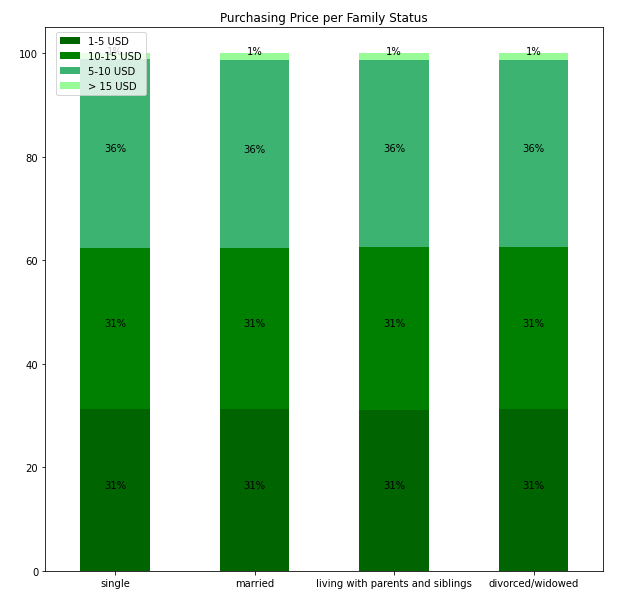 Purchasing Price per Family Status
1-5 USD
10-15 USD
5-10 USD
> 15 USD
100
80
60
40
20
0
1% 1% 1%
36% 36% 36% 36%
31% 31% 31% 31%
31% 31% 31% 31%
single married living with parents and siblings divorced/widowed